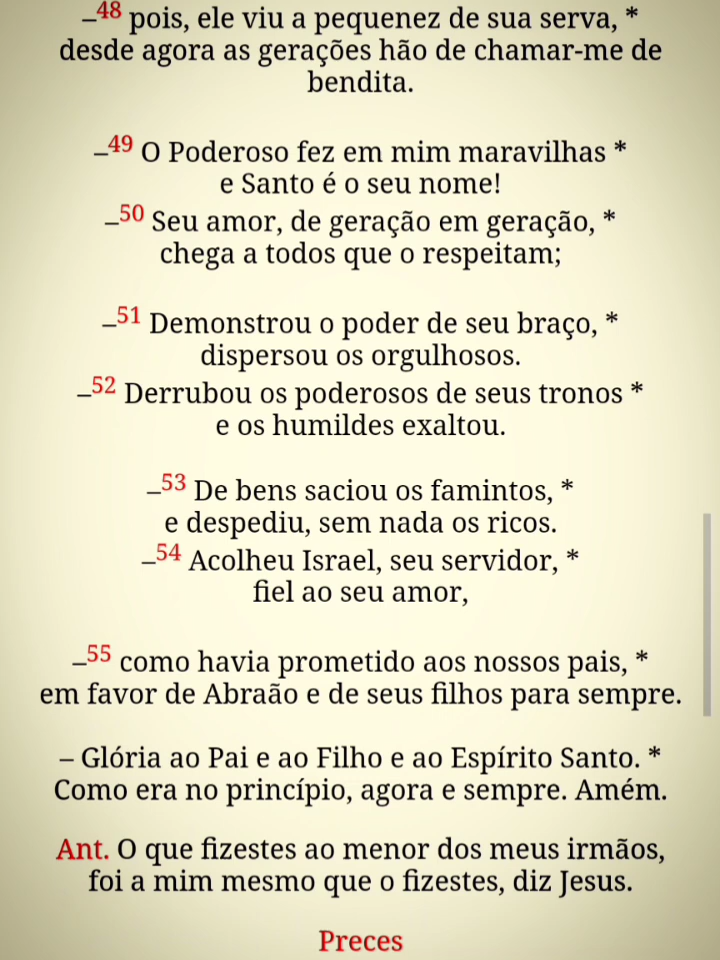 –48 pois, ele viu a pequenez de sua serva, *
desde agora as gerações hão de chamar-me de
bendita.
–49 O Poderoso fez em mim maravilhas *
e Santo é o seu nome!
–50 Seu amor, de geração em geração, *
chega a todos que o respeitam;
–51 Demonstrou o poder de seu braço, *
dispersou os orgulhosos.
–52 Derrubou os poderosos de seus tronos *
e os humildes exaltou.
–53 De bens saciou os famintos, *
e despediu, sem nada os ricos.
–54 Acolheu Israel, seu servidor, *
fiel ao seu amor,
–55 como havia prometido aos nossos pais, *
em favor de Abraão e de seus filhos para sempre.
– Glória ao Pai e ao Filho e ao Espírito Santo. *
Como era no princípio, agora e sempre. Amém.
Ant. O que fizestes ao menor dos meus irmãos,
foi a mim mesmo que o fizestes, diz Jesus.
Preces